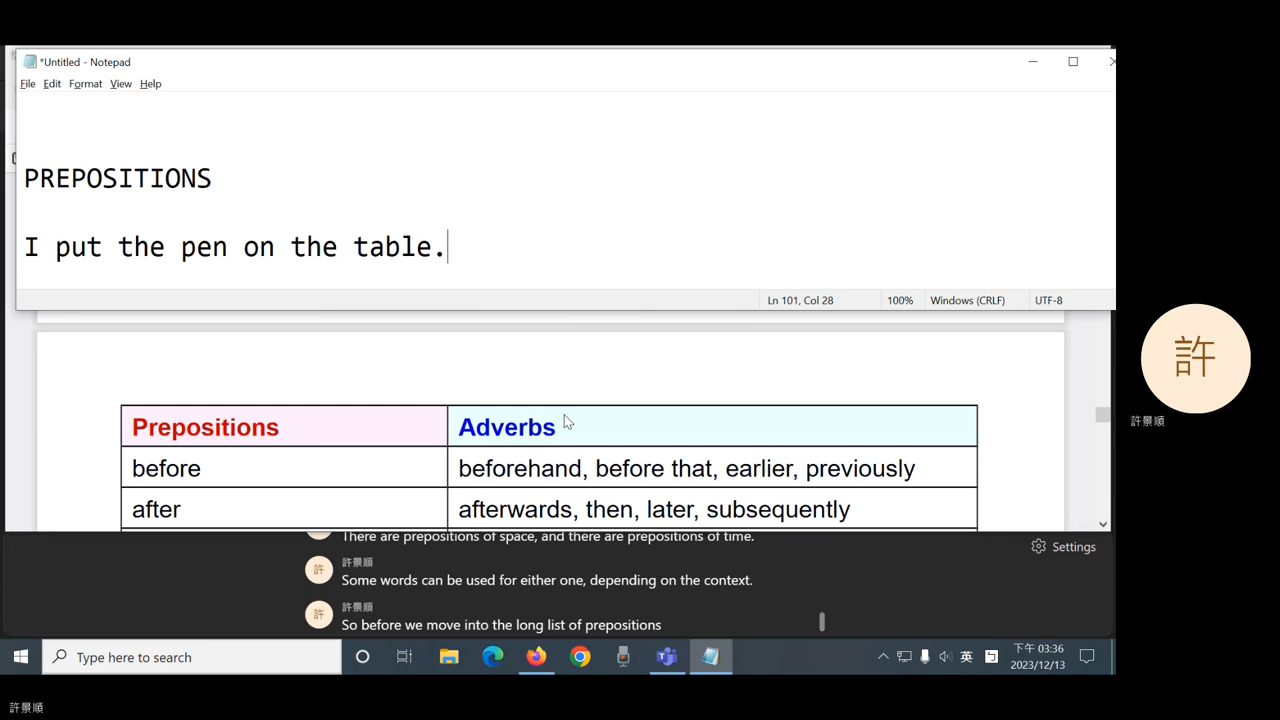 *Untitled - Notepad
File Edit Format View Help
PREPOSITIONS
I put the pen on the table.
Ln 101, Col 28 100% Windows (CRLF) UTF-8
Prepositions Adverbs
before beforehand, before that, earlier, previously
after afterwards, then, later, subsequently
There are prepositions of space, and there are prepositions of time.
Settings
許 許景順
Some words can be used for either one, depending on the context.
許 許景順
So before we move into the long list of prepositions
Type here to search
英
下午 03:36
2023/12/13
許
許景順
許景順